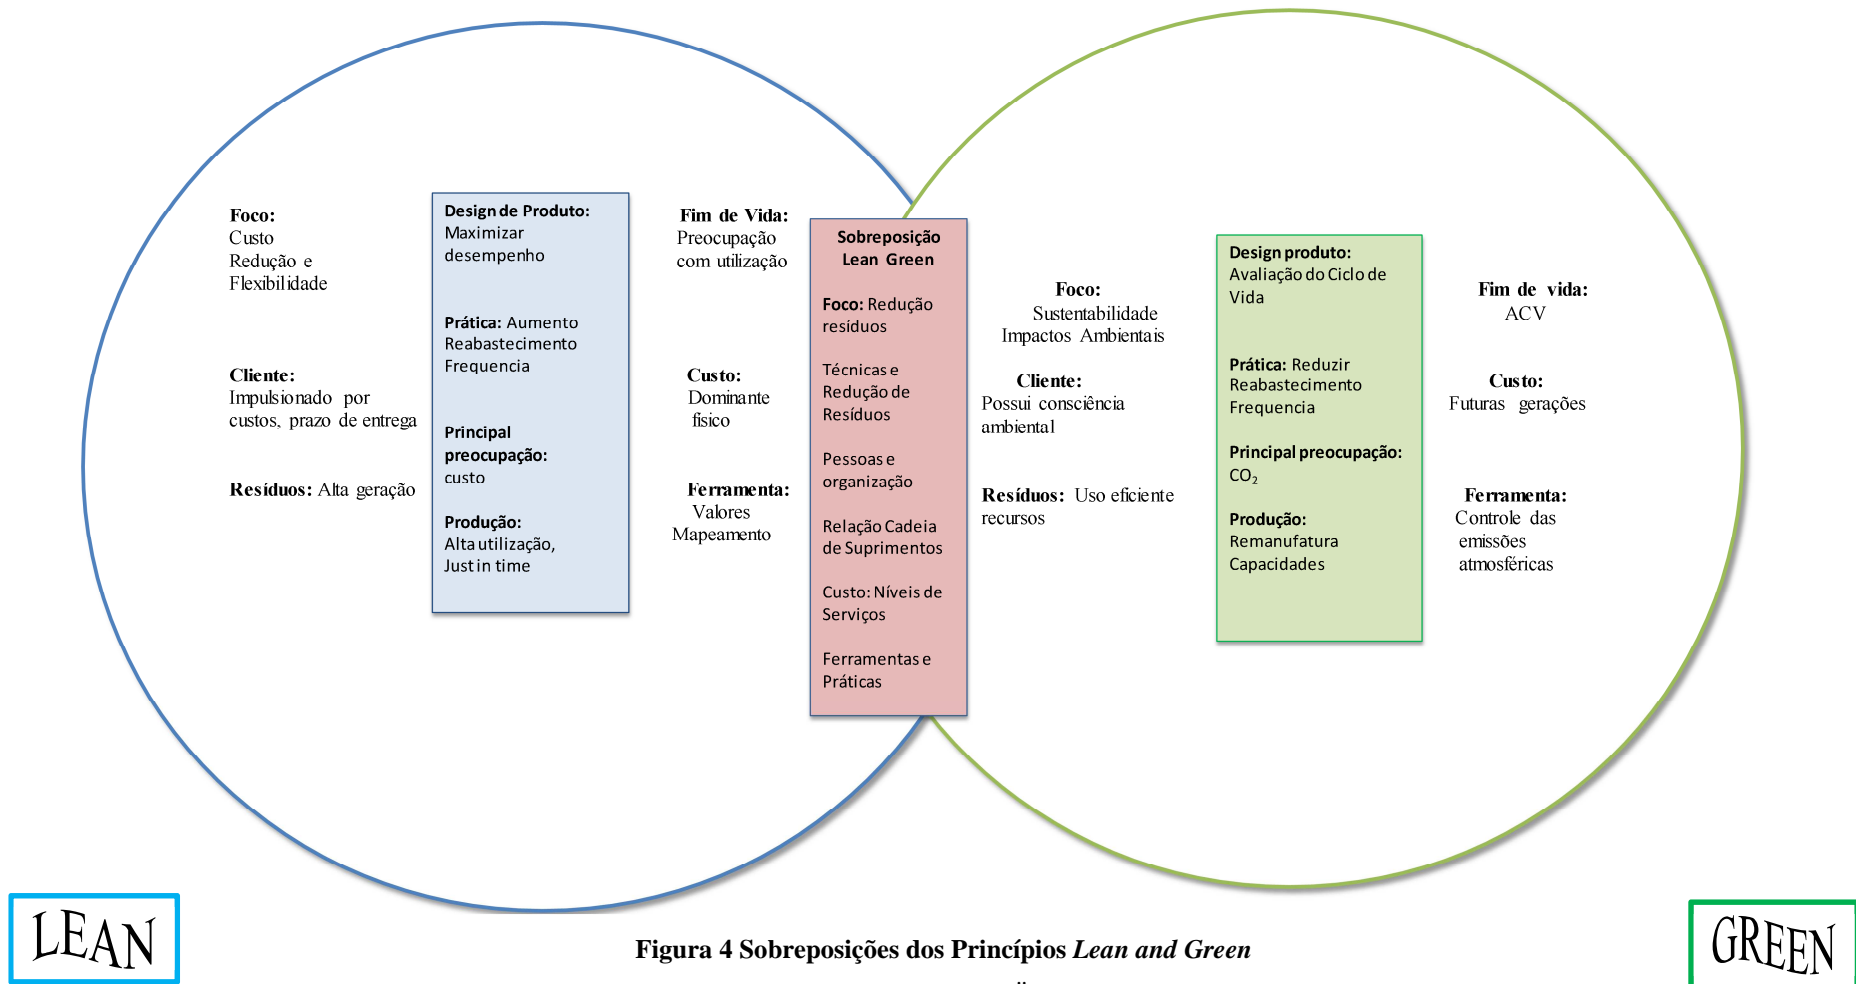 Foco:
Custo
Redução e
Flexibilidade
Cliente:
Impulsionado por
custos, prazo de entrega
Resíduos: Alta geração
Design de Produto:
Maximizar
desempenho
Prática: Aumento
Reabastecimento
Frequencia
Principal
preocupação:
custo
Produção:
Alta utilização,
Just in time
Fim de Vida:
Preocupação
com utilização
Custo:
Dominante
físico
Ferramenta:
Valores
Mapeamento
Sobreposição
Lean Green
Foco: Redução
resíduos
Técnicas e
Redução de
Resíduos
Pessoas e
organização
Relação Cadeia
de Suprimentos
Custo: Níveis de
Serviços
Ferramentas e
Práticas
Foco:
Sustentabilidade
Impactos Ambientais
Cliente:
Possui consciência
ambiental
Resíduos: Uso eficiente
recursos
Design produto:
Avaliação do Ciclo de
Vida
Prática: Reduzir
Reabastecimento
Frequencia
Principal preocupação:
CO₂
Produção:
Remanufatura
Capacidades
Fim de vida:
ACV
Custo:
Futuras gerações
Ferramenta:
Controle das
emissões
atmosféricas
LEAN
Figura 4 Sobreposições dos Princípios Lean and Green
GREEN